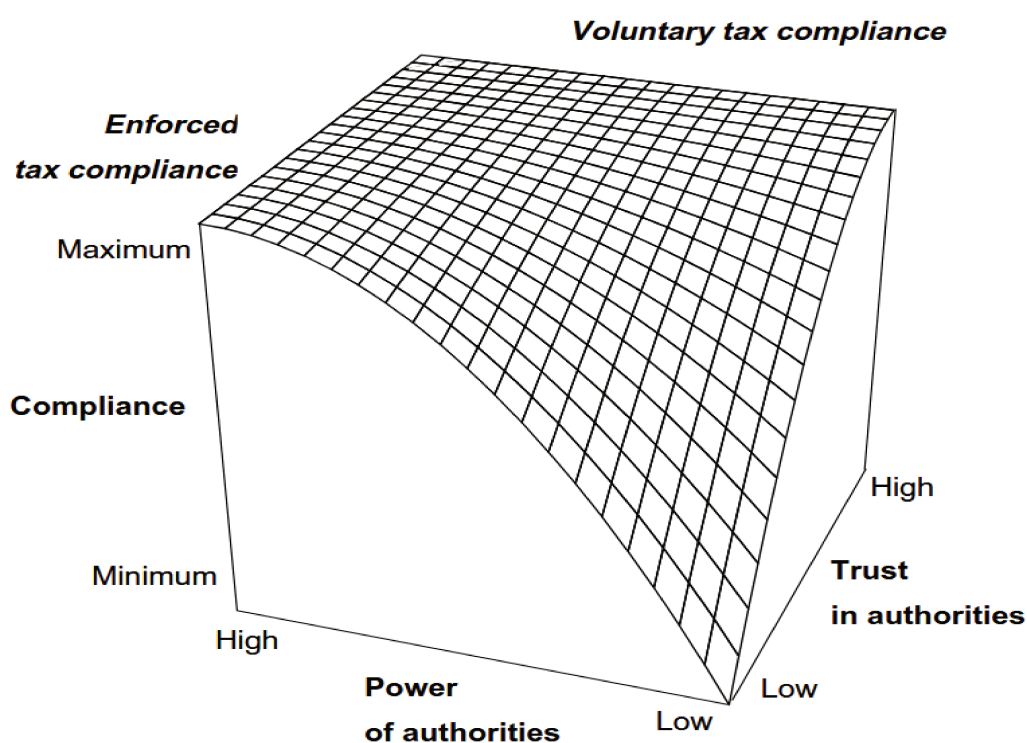 Voluntary tax compliance
Enforced
tax compliance
Maximum
Compliance
Minimum
High
Power
of authorities
Low
Low
Trust
in authorities
High